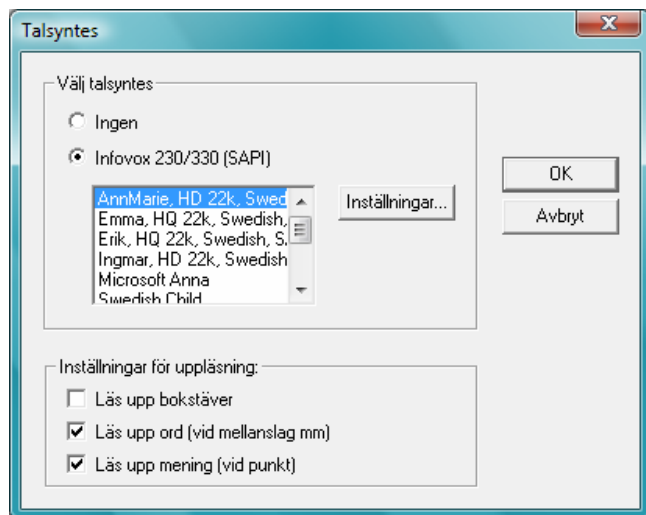 Talsyntes
Välj talsyntes
Ingen
Infovox 230/330 (SAPI)
AnnMarie, HD 22k, Swed
Emma, HQ 22k, Swedish,
Erik, HQ 22k, Swedish, S.
Ingmar, HD 22k, Swedish
Microsoft Anna
Swedish Child
Inställningar...
OK
Avbryt
Inställningar för uppläsning:
Läs upp bokstäver
Läs upp ord (vid mellanslag mm)
Läs upp mening (vid punkt)